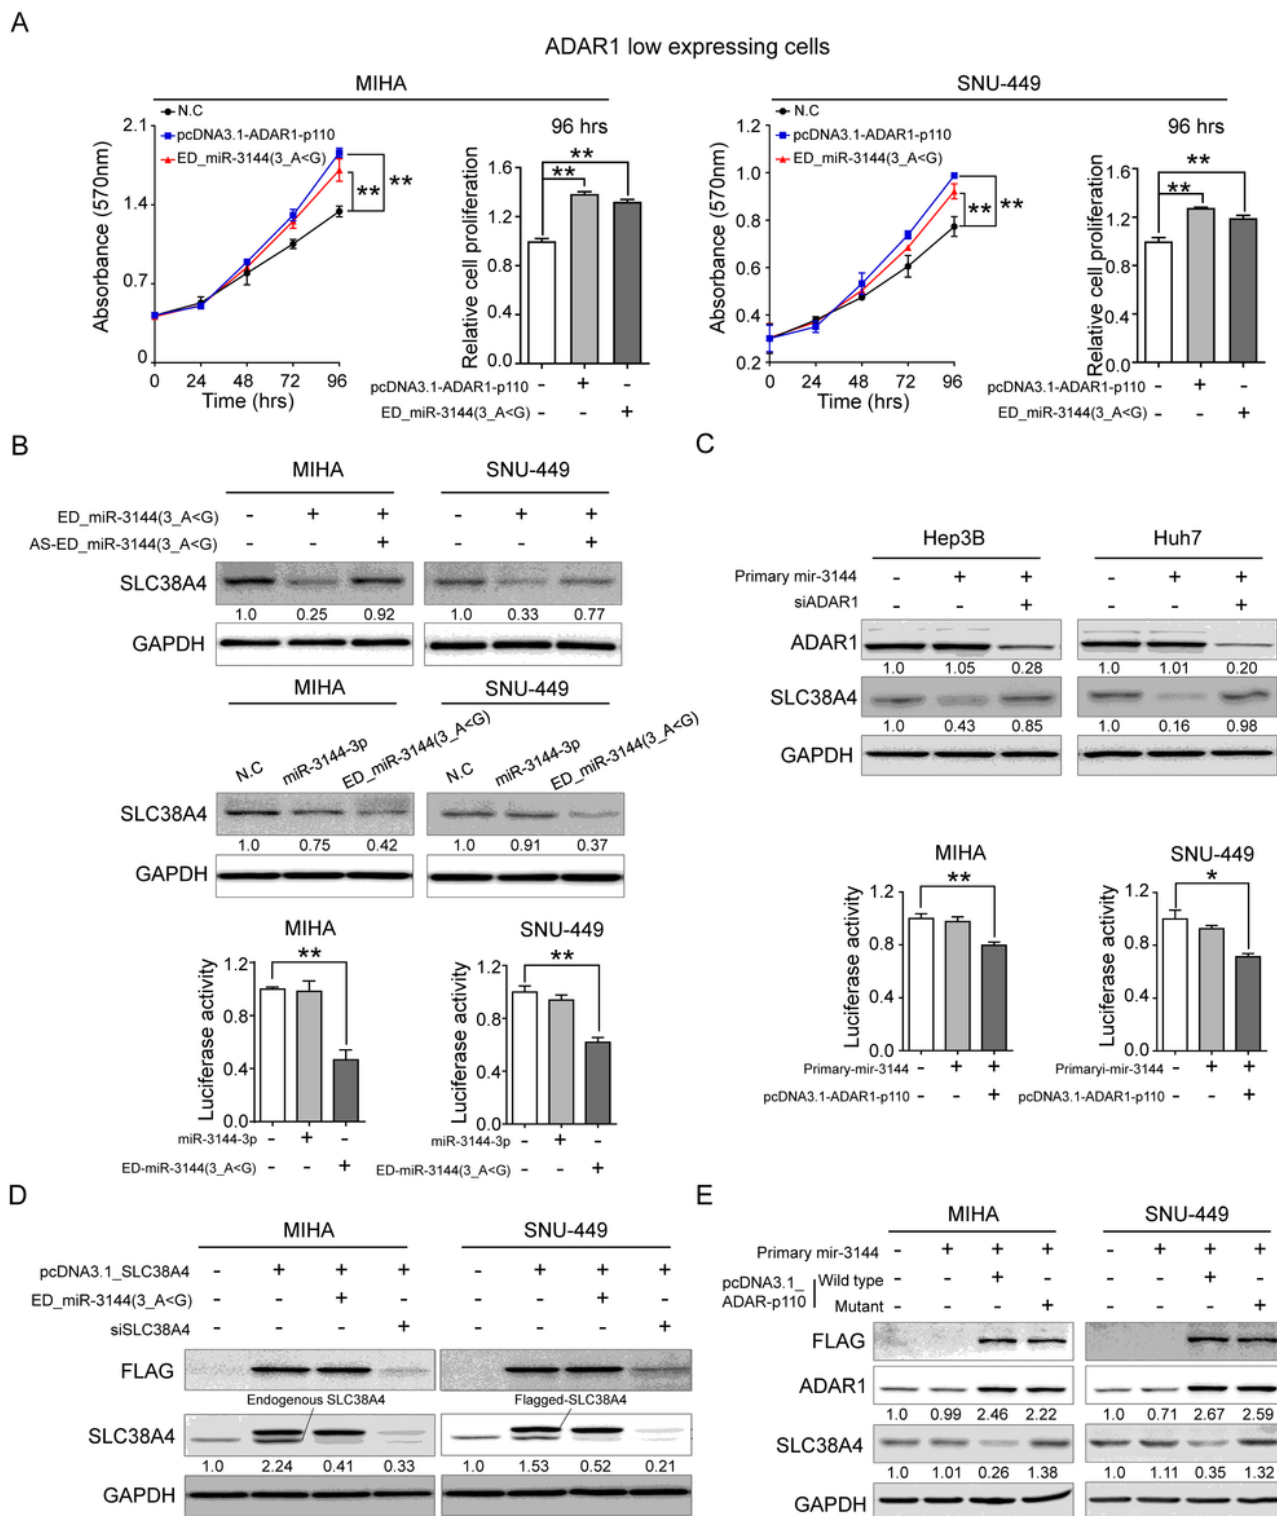 A
ADAR1 low expressing cells
MIHA
N.C
pcDNA3.1-ADAR1-p110
ED_miR-3144(3_A<G)
2.1
1.4
0.7
0
Absorbance (570nm)
** **
0 24 48 72 96
Time (hrs)
96 hrs
**
**
1.6
1.2
0.8
0.4
0.0
Relative cell proliferation
pcDNA3.1-ADAR1-p110 - + -
ED_miR-3144(3_A<G) - - +
SNU-449
N.C
pcDNA3.1-ADAR1-p110
ED_miR-3144(3_A<G)
1.2
1.0
0.8
0.6
0.4
0.2
Absorbance (570nm)
** **
0 24 48 72 96
Time (hrs)
96 hrs
**
**
1.6
1.2
0.8
0.4
0.0
Relative cell proliferation
pcDNA3.1-ADAR1-p110 - + -
ED_miR-3144(3_A<G) - - +
B
MIHA SNU-449
ED_miR-3144(3_A<G) - + + - + +
AS-ED_miR-3144(3_A<G) - - + - - +
SLC38A4
1.0 0.25 0.92 1.0 0.33 0.77
GAPDH
MIHA SNU-449
N.C miR-3144-3p ED_miR-3144(3_A<G) N.C miR-3144-3p ED_miR-3144(3_A<G)
SLC38A4
1.0 0.75 0.42 1.0 0.91 0.37
GAPDH
MIHA
**
1.2
0.8
0.4
0.0
Luciferase activity
miR-3144-3p - + -
ED-miR-3144(3_A<G) - - +
SNU-449
**
1.2
0.8
0.4
0.0
Luciferase activity
miR-3144-3p - + -
ED-miR-3144(3_A<G) - - +
C
Hep3B Huh7
Primary mir-3144 - + + - + +
siADAR1 - - + - - +
ADAR1
1.0 1.05 0.28 1.0 1.01 0.20
SLC38A4
1.0 0.43 0.85 1.0 0.16 0.98
GAPDH
MIHA
**
1.2
0.8
0.4
0.0
Luciferase activity
Primary-mir-3144 - + +
pcDNA3.1-ADAR1-p110 - - +
SNU-449
*
1.2
0.8
0.4
0.0
Luciferase activity
Primaryi-mir-3144 - + +
pcDNA3.1-ADAR1-p110 - - +
D
MIHA SNU-449
pcDNA3.1_SLC38A4 - + + + - + + +
ED_miR-3144(3_A<G) - - + - - - + -
siSLC38A4 - - - + - - - +
FLAG
Endogenous SLC38A4 Flagged-SLC38A4
SLC38A4
1.0 2.24 0.41 0.33 1.0 1.53 0.52 0.21
GAPDH
E
MIHA SNU-449
Primary mir-3144 - + + + - + + +
pcDNA3.1_
ADAR-p110
Wild type - - + - - - + -
Mutant - - - + - - - +
FLAG
ADAR1
1.0 0.99 2.46 2.22 1.0 0.71 2.67 2.59
SLC38A4
1.0 1.01 0.26 1.38 1.0 1.11 0.35 1.32
GAPDH